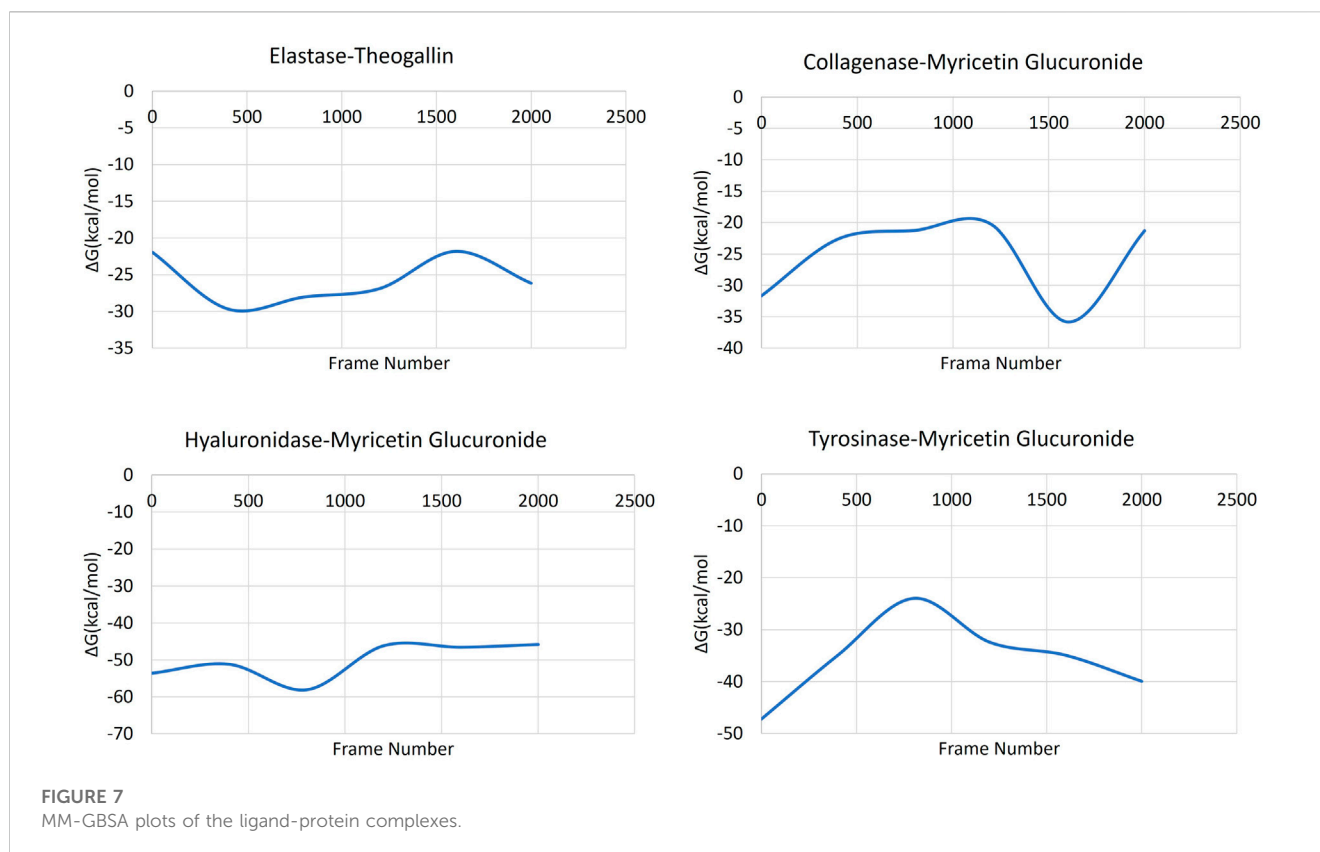 Elastase-Theogallin
0
0 500 1000 1500 2000 2500
-5
-10
-15
-20
-25
-30
-35
ΔG(kcal/mol)
Frame Number
Collagenase-Myricetin Glucuronide
0
0 500 1000 1500 2000 2500
-5
-10
-15
-20
-25
-30
-35
-40
ΔG(kcal/mol)
Frama Number
Hyaluronidase-Myricetin Glucuronide
0
0 500 1000 1500 2000 2500
-10
-20
-30
-40
-50
-60
-70
ΔG(kcal/mol)
Frame Number
Tyrosinase-Myricetin Glucuronide
0
0 500 1000 1500 2000 2500
-10
-20
-30
-40
-50
ΔG(kcal/mol
Frame Number
FIGURE 7
MM-GBSA plots of the ligand-protein complexes.